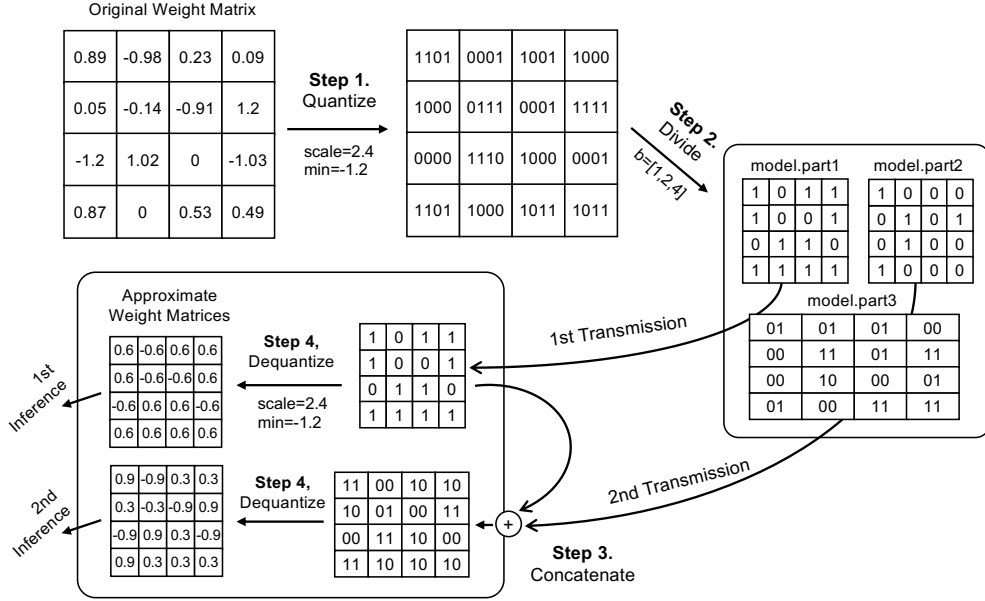 Original Weight Matrix
0.89 -0.98 0.23 0.09
0.05 -0.14 -0.91 1.2
-1.2 1.02 0 -1.03
0.87 0 0.53 0.49
Step 1.
Quantize
scale=2.4
min=-1.2
1101 0001 1001 1000
1000 0111 0001 1111
0000 1110 1000 0001
1101 1000 1011 1011
Step 2.
Divide
b=[1,2,4]
model.part1
1 0 1 1
1 0 0 1
0 1 1 0
1 1 1 1
model.part2
1 0 0 0
0 1 0 1
0 1 0 0
1 0 0 0
model.part3
01 01 01 00
00 11 01 11
00 10 00 01
01 00 11 11
1st Transmission
2nd Transmission
Approximate
Weight Matrices
0.6 -0.6 0.6 0.6
0.6 -0.6 -0.6 0.6
-0.6 0.6 0.6 -0.6
0.6 0.6 0.6 0.6
Step 4,
Dequantize
scale=2.4
min=-1.2
1 0 1 1
1 0 0 1
0 1 1 0
1 1 1 1
1st
Inference
0.9 -0.9 0.3 0.3
0.3 -0.3 -0.9 0.9
-0.9 0.9 0.3 -0.9
0.9 0.3 0.3 0.3
Step 4,
Dequantize
11 00 10 10
10 01 00 11
00 11 10 00
11 10 10 10
2nd
Inference
+
Step 3.
Concatenate